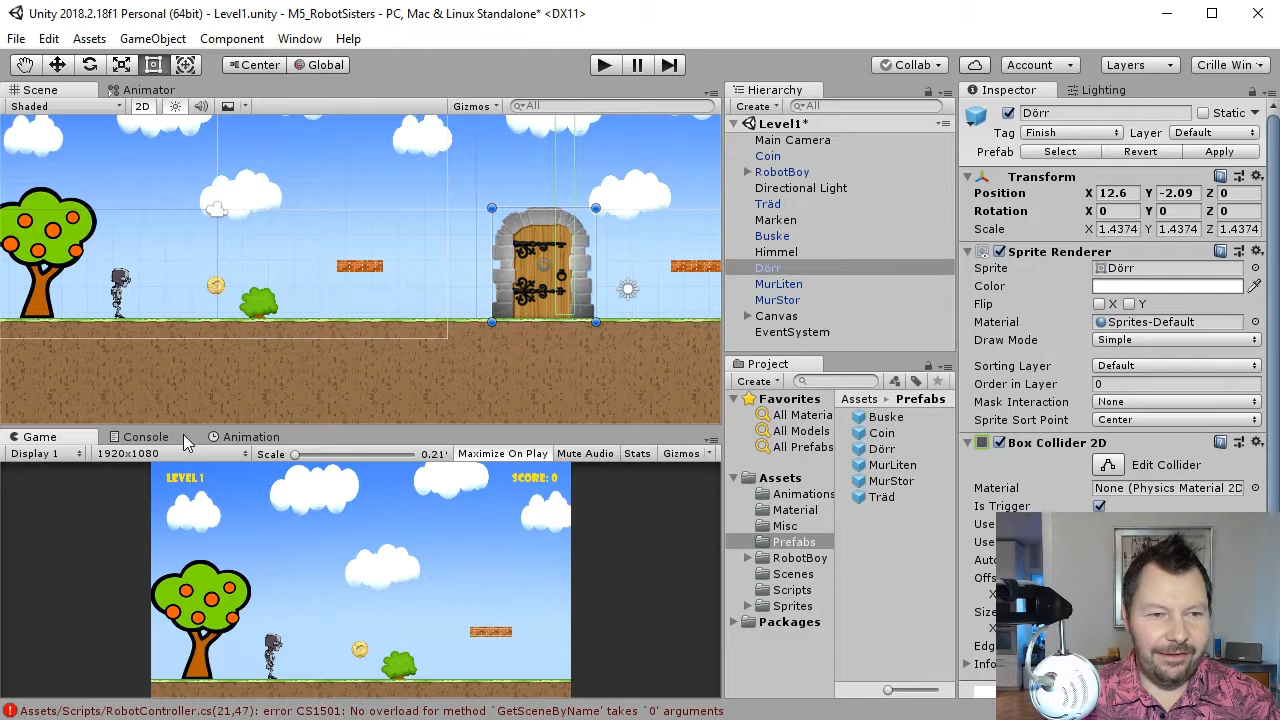 Unity 2018.2.18f1 Personal (64bit) - Level1.unity - M5_RobotSisters - PC, Mac & Linux Standalone* <DX11>
File Edit Assets GameObject Component Window Help
Center Global Collab Account Layers Crille Win
Scene Animator
Shaded 2D Gizmos All
Hierarchy
Create All
Level1*
Main Camera
Coin
RobotBoy
Directional Light
Träd
Marken
Buske
Himmel
Dörr
MurLiten
MurStor
Canvas
EventSystem
Inspector Lighting
Dörr Static
Tag Finish Layer Default
Prefab Select Revert Apply
Transform
Position X 12.6 Y -2.09 Z 0
Rotation X 0 Y 0 Z 0
Scale X 1.4374 Y 1.4374 Z 1.4374
Sprite Renderer
Sprite Dörr
Color
Flip X Y
Material Sprites-Default
Draw Mode Simple
Sorting Layer Default
Order in Layer 0
Mask Interaction None
Sprite Sort Point Center
Box Collider 2D
Edit Collider
Material None (Physics Material 2D
Is Trigger
Use
Use
Auto
Offs
X
Size
X
Edg
Info
Project
Create
Favorites
All Materia
All Models
All Prefabs
Assets
Animations
Material
Misc
Prefabs
RobotBoy
Scenes
Scripts
Sprites
Packages
Assets Prefabs
Buske
Coin
Dörr
MurLiten
MurStor
Träd
Game Console Animation
Display 1 1920x1080 Scale 0.21 Maximize On Play Mute Audio Stats Gizmos
LEVEL 1 SCORE: 0
Assets/Scripts/RobotController.cs(21,47): error CS1501: No overload for method `GetSceneByName' takes `0' arguments